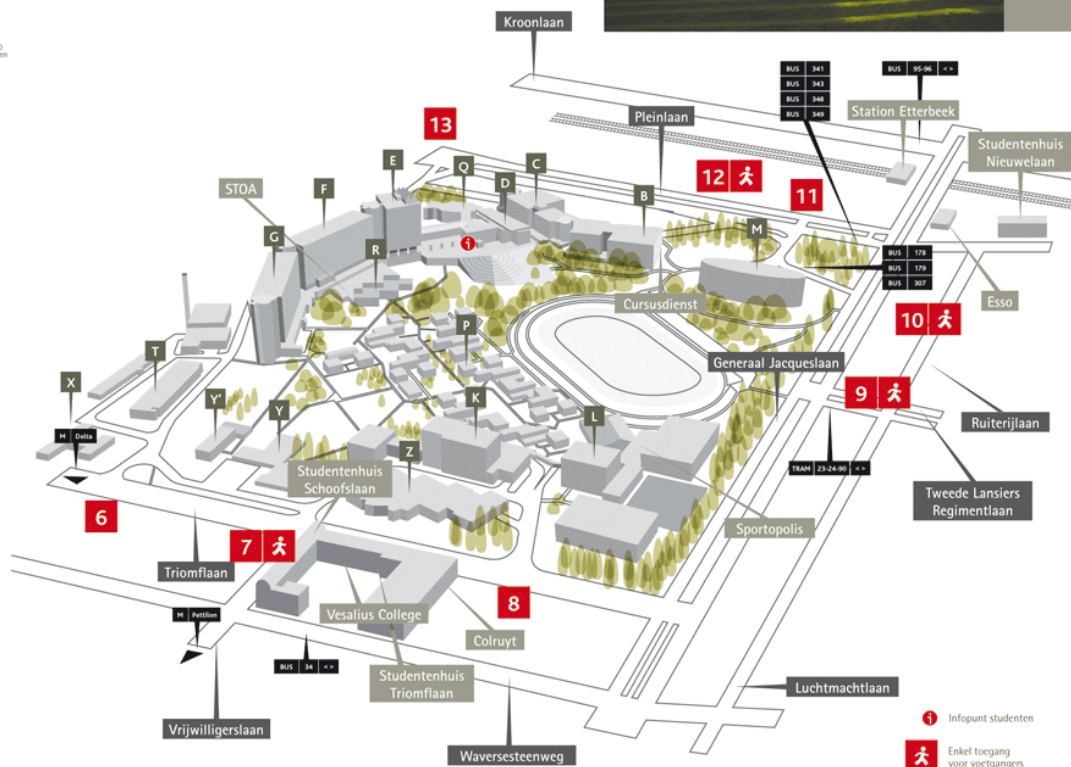 Kroonlaan
BUS 341
BUS 343
BUS 348
BUS 349
BUS 95-96 < >
Station Etterbeek
Pleinlaan
13
Studentenhuis
Nieuwelaan
E
Q
C
D
12
11
STOA
F
B
G
R
M
BUS 178
BUS 179
BUS 307
Cursusdienst
Esso
10
P
T
Generaal Jacqueslaan
X
Y'
Y
K
L
9
Ruiterijlaan
M Delta
Z
TRAM 23-24-90 < >
Studentenhuis
Schoofslaan
Tweede Lansiers
Regimentlaan
6
Sportopolis
7
Triomflaan
8
M Pettilon
Vesalius College
Colruyt
BUS 34 < >
Studentenhuis
Triomflaan
Luchtmachtlaan
Vrijwilligerslaan
Infopunt studenten
Waversesteenweg
Enkel toegang
voor voetgangers